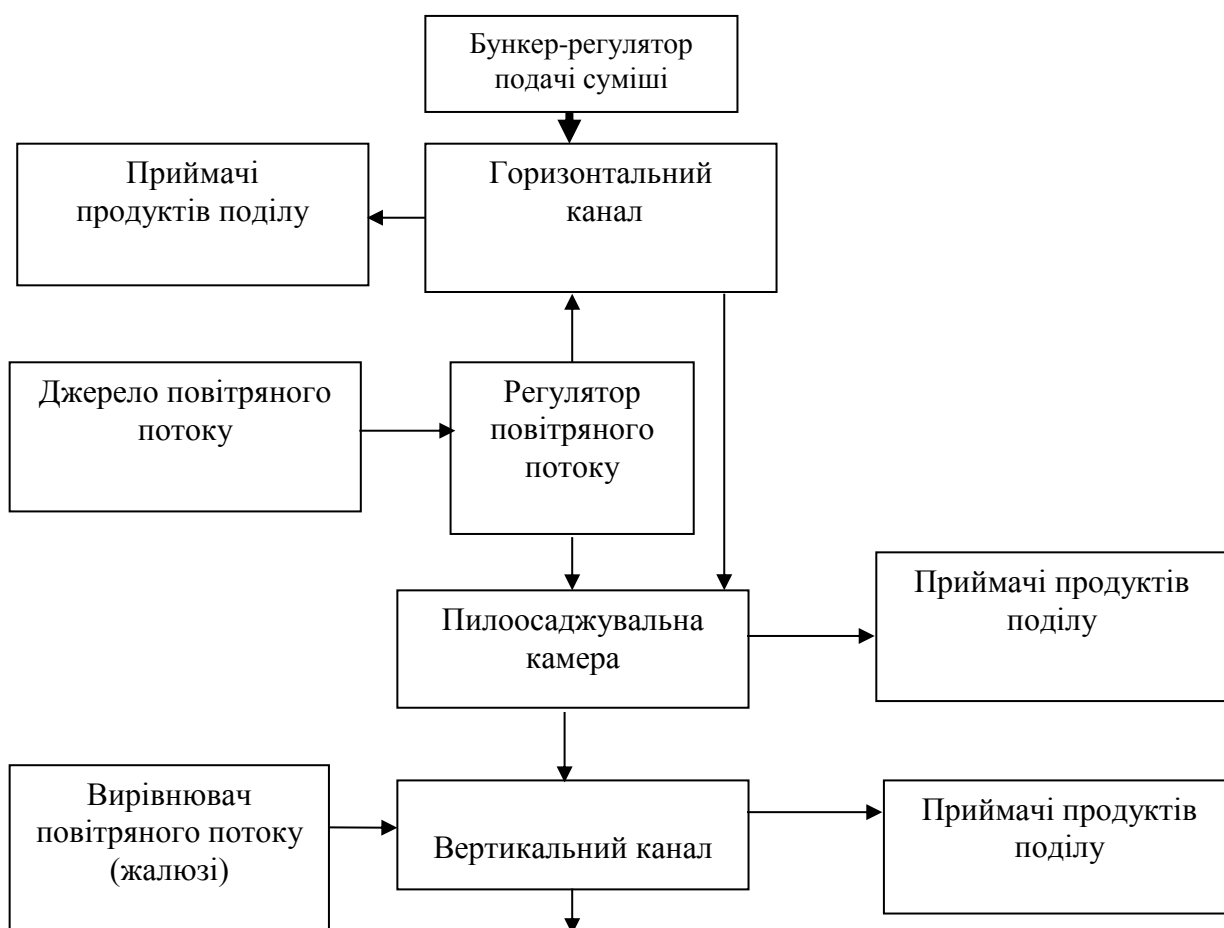 Бункер-регулятор
подачі суміші
Приймачі
продуктів поділу
Горизонтальний
канал
Джерело повітряного
потоку
Регулятор
повітряного
потоку
Пилоосаджувальна
камера
Приймачі продуктів
поділу
Вирівнювач
повітряного потоку
(жалюзі)
Вертикальний канал
Приймачі продуктів
поділу